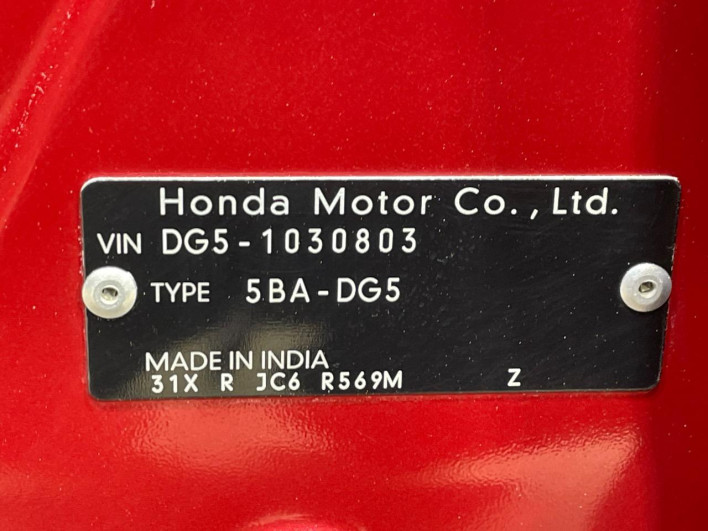 Honda Motor Co., Ltd.
VIN DG5-1030803
TYPE 5BA-DG5
MADE IN INDIA
31X R JC6 R569M Z